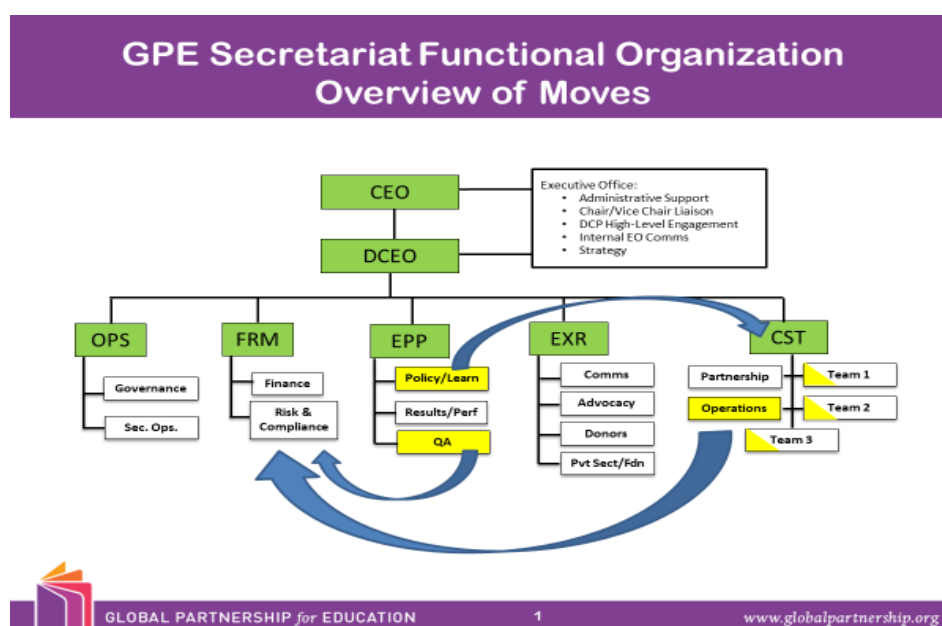 GPE Secretariat Functional Organization
Overview of Moves
CEO
Executive Office:
• Administrative Support
• Chair/Vice Chair Liaison
• DCP High-Level Engagement
• Internal EO Comms
• Strategy
DCEO
OPS
Governance
Sec. Ops.
FRM
Finance
Risk &
Compliance
EPP
Policy/Learn
Results/Perf
QA
EXR
Comms
Advocacy
Donors
Pvt Sect/Fdn
CST
Partnership
Operations
Team 1
Team 2
Team 3
GLOBAL PARTNERSHIP for EDUCATION
1
www.globalpartnership.org